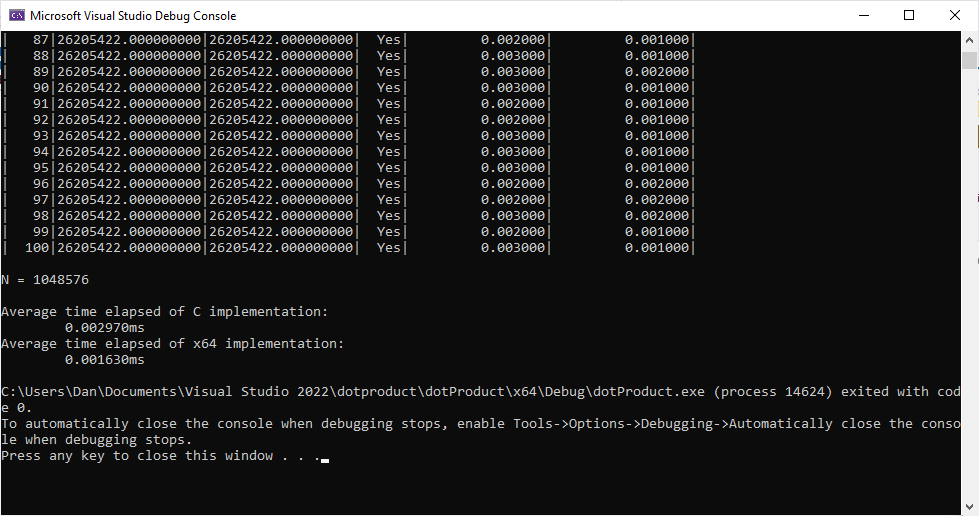 Microsoft Visual Studio Debug Console
| 87|26205422.000000000|26205422.000000000| Yes| 0.002000| 0.001000|
| 88|26205422.000000000|26205422.000000000| Yes| 0.003000| 0.001000|
| 89|26205422.000000000|26205422.000000000| Yes| 0.003000| 0.002000|
| 90|26205422.000000000|26205422.000000000| Yes| 0.003000| 0.001000|
| 91|26205422.000000000|26205422.000000000| Yes| 0.002000| 0.001000|
| 92|26205422.000000000|26205422.000000000| Yes| 0.002000| 0.002000|
| 93|26205422.000000000|26205422.000000000| Yes| 0.003000| 0.001000|
| 94|26205422.000000000|26205422.000000000| Yes| 0.003000| 0.001000|
| 95|26205422.000000000|26205422.000000000| Yes| 0.003000| 0.001000|
| 96|26205422.000000000|26205422.000000000| Yes| 0.002000| 0.002000|
| 97|26205422.000000000|26205422.000000000| Yes| 0.002000| 0.002000|
| 98|26205422.000000000|26205422.000000000| Yes| 0.003000| 0.002000|
| 99|26205422.000000000|26205422.000000000| Yes| 0.002000| 0.001000|
| 100|26205422.000000000|26205422.000000000| Yes| 0.003000| 0.001000|
N = 1048576
Average time elapsed of C implementation:
0.002970ms
Average time elapsed of x64 implementation:
0.001630ms
C:\Users\Dan\Documents\Visual Studio 2022\dotproduct\dotProduct\x64\Debug\dotProduct.exe (process 14624) exited with cod
e 0.
To automatically close the console when debugging stops, enable Tools->Options->Debugging->Automatically close the conso
le when debugging stops.
Press any key to close this window . . .